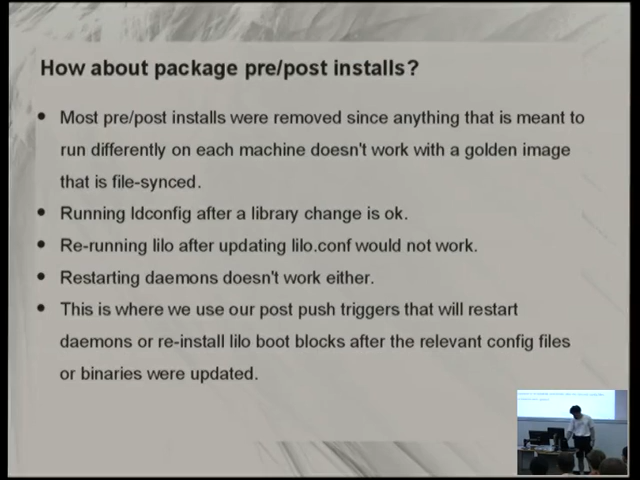 How about package pre/post installs?
Most pre/post installs were removed since anything that is meant to
run differently on each machine doesn't work with a golden image
that is file-synced.
Running ldconfig after a library change is ok.
Re-running lilo after updating lilo.conf would not work.
Restarting daemons doesn't work either.
This is where we use our post push triggers that will restart
daemons or re-install lilo boot blocks after the relevant config files
or binaries were updated.